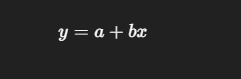 y = a + bx